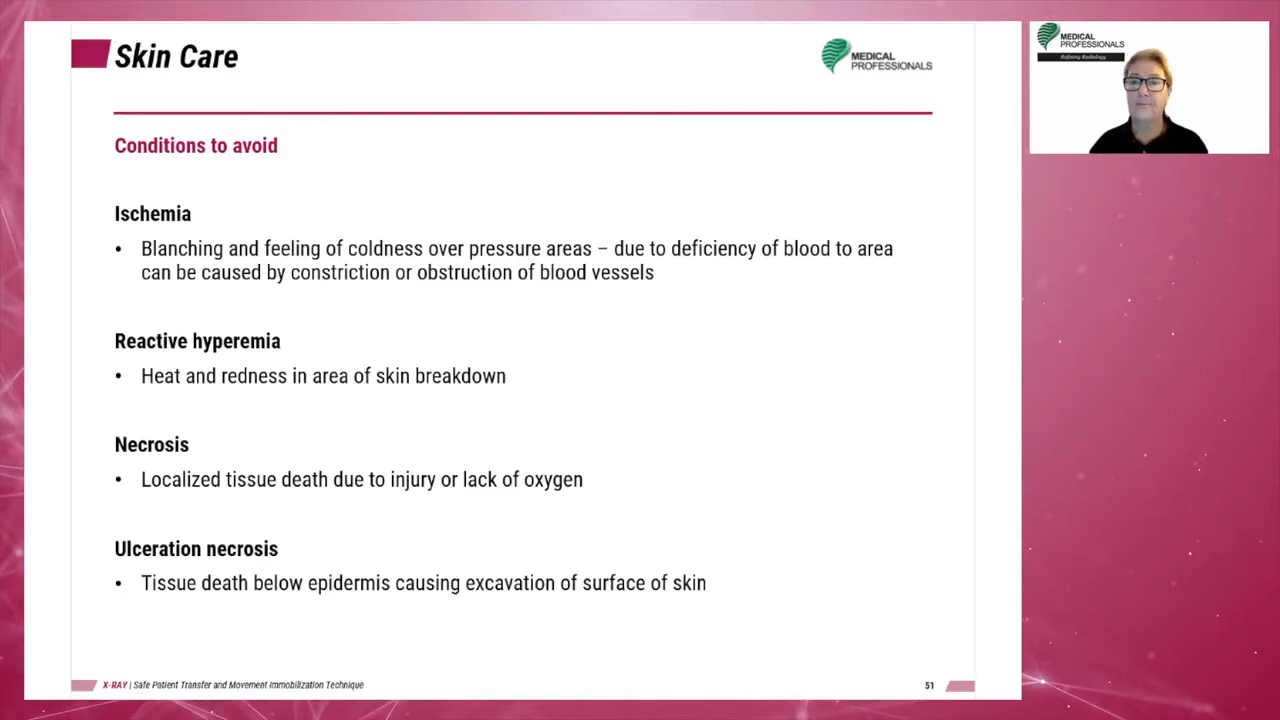 Skin Care
MEDICAL
PROFESSIONALS
Conditions to avoid
Ischemia
• Blanching and feeling of coldness over pressure areas – due to deficiency of blood to area
can be caused by constriction or obstruction of blood vessels
Reactive hyperemia
• Heat and redness in area of skin breakdown
Necrosis
• Localized tissue death due to injury or lack of oxygen
Ulceration necrosis
• Tissue death below epidermis causing excavation of surface of skin
X-RAY | Safe Patient Transfer and Movement Immobilization Technique
51
MEDICAL
PROFESSIONALS
Refining Radiology